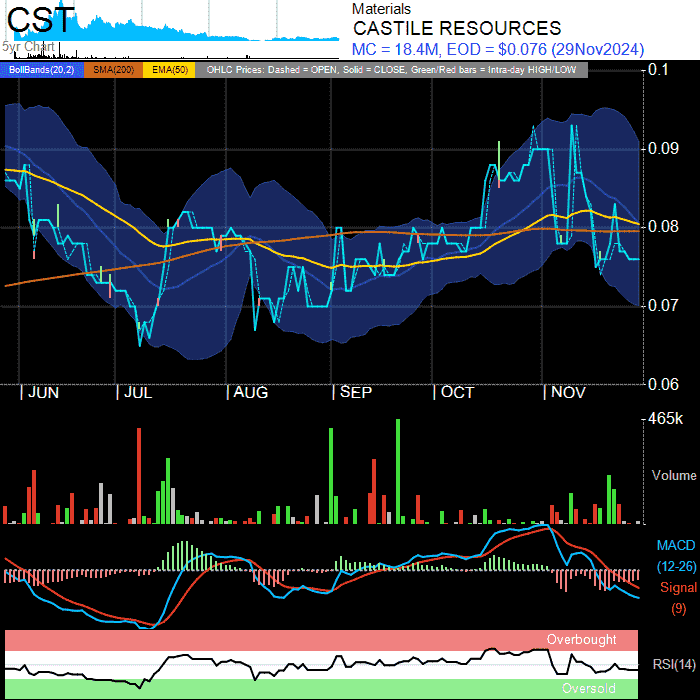 CST
5yr Chart
Materials
CASTILE RESOURCES
MC = 18.4M, EOD = $0.076 (29Nov2024)
BollBands(20,2) SMA(200) EMA(50) OHLC Prices: Dashed = OPEN, Solid = CLOSE, Green/Red bars = Intra-day HIGH/LOW
0.1
0.09
0.08
0.07
0.06
JUN JUL AUG SEP OCT NOV
465k
Volume
MACD
(12-26)
Signal
(9)
Overbought
RSI(14)
Oversold